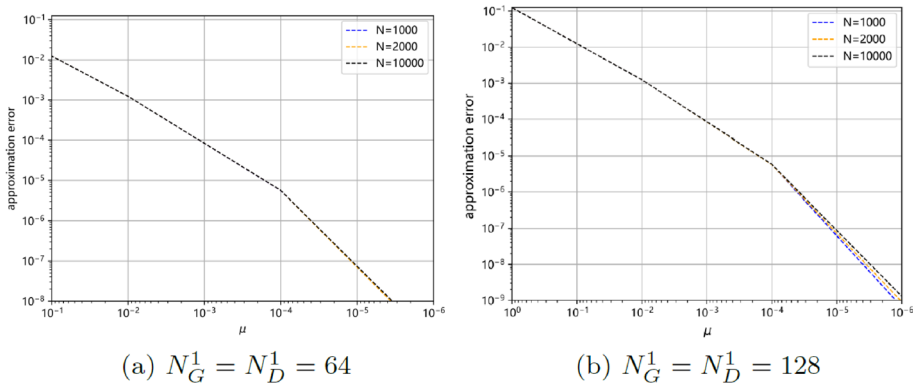 10⁻¹
10⁻²
10⁻³
10⁻⁴
10⁻⁵
10⁻⁶
10⁻⁷
10⁻⁸
approximation error
N=1000
N=2000
N=10000
10⁻¹ 10⁻² 10⁻³ 10⁻⁴ 10⁻⁵ 10⁻⁶
μ
(a) N_G^1 = N_D^1 = 64
10⁻¹
10⁻²
10⁻³
10⁻⁴
10⁻⁵
10⁻⁶
10⁻⁷
10⁻⁸
10⁻⁹
approximation error
N=1000
N=2000
N=10000
10⁰ 10⁻¹ 10⁻² 10⁻³ 10⁻⁴ 10⁻⁵ 10⁻⁶
μ
(b) N_G^1 = N_D^1 = 128